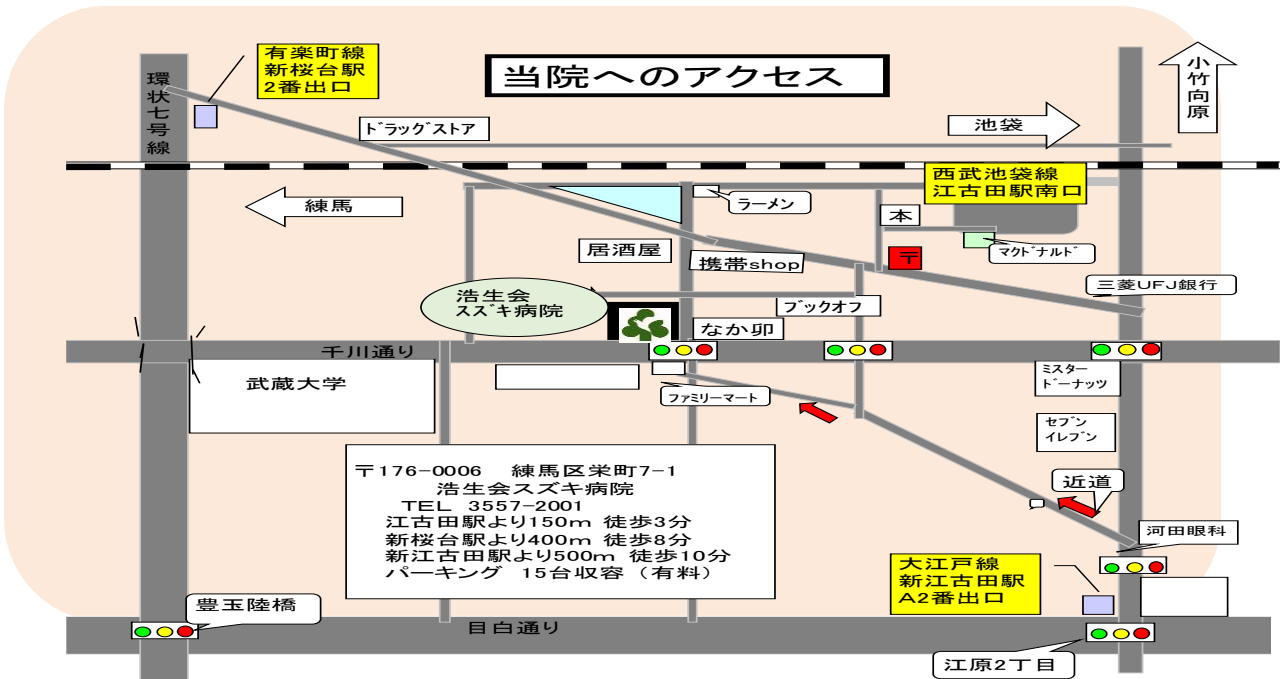 当院へのアクセス
有楽町線
新桜台駅
2番出口
環状七号線
小竹向原
ドラッグストア
池袋
西武池袋線
江古田駅南口
練馬
ラーメン
本
居酒屋
携帯shop
〒
マクドナルド
三菱UFJ銀行
浩生会
スズキ病院
ブックオフ
なか卯
千川通り
武蔵大学
ファミリーマート
ミスター
ドーナッツ
セブン
イレブン
〒176-0006 練馬区栄町7-1
浩生会スズキ病院
TEL 3557-2001
江古田駅より150m 徒歩3分
新桜台駅より400m 徒歩8分
新江古田駅より500m 徒歩10分
パーキング 15台収容（有料）
近道
河田眼科
大江戸線
新江古田駅
A2番出口
豊玉陸橋
目白通り
江原2丁目